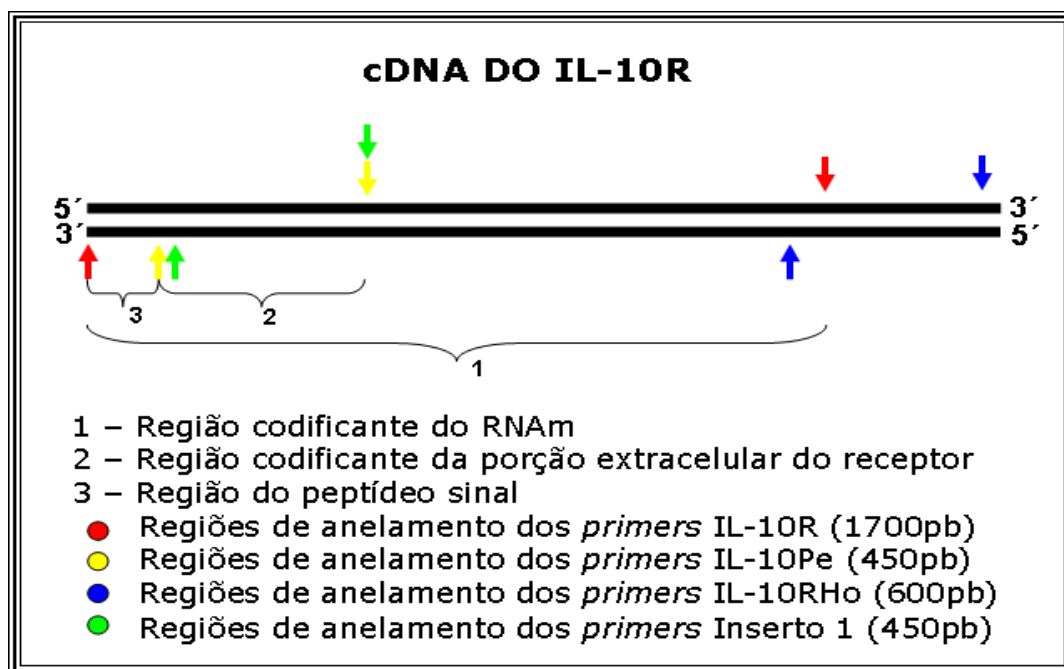 cDNA DO IL-10R
5´ 3´
3´ 5´
3 2
1
1 – Região codificante do RNAm
2 – Região codificante da porção extracelular do receptor
3 – Região do peptídeo sinal
Regiões de anelamento dos primers IL-10R (1700pb)
Regiões de anelamento dos primers IL-10Pe (450pb)
Regiões de anelamento dos primers IL-10RHo (600pb)
Regiões de anelamento dos primers Inserto 1 (450pb)